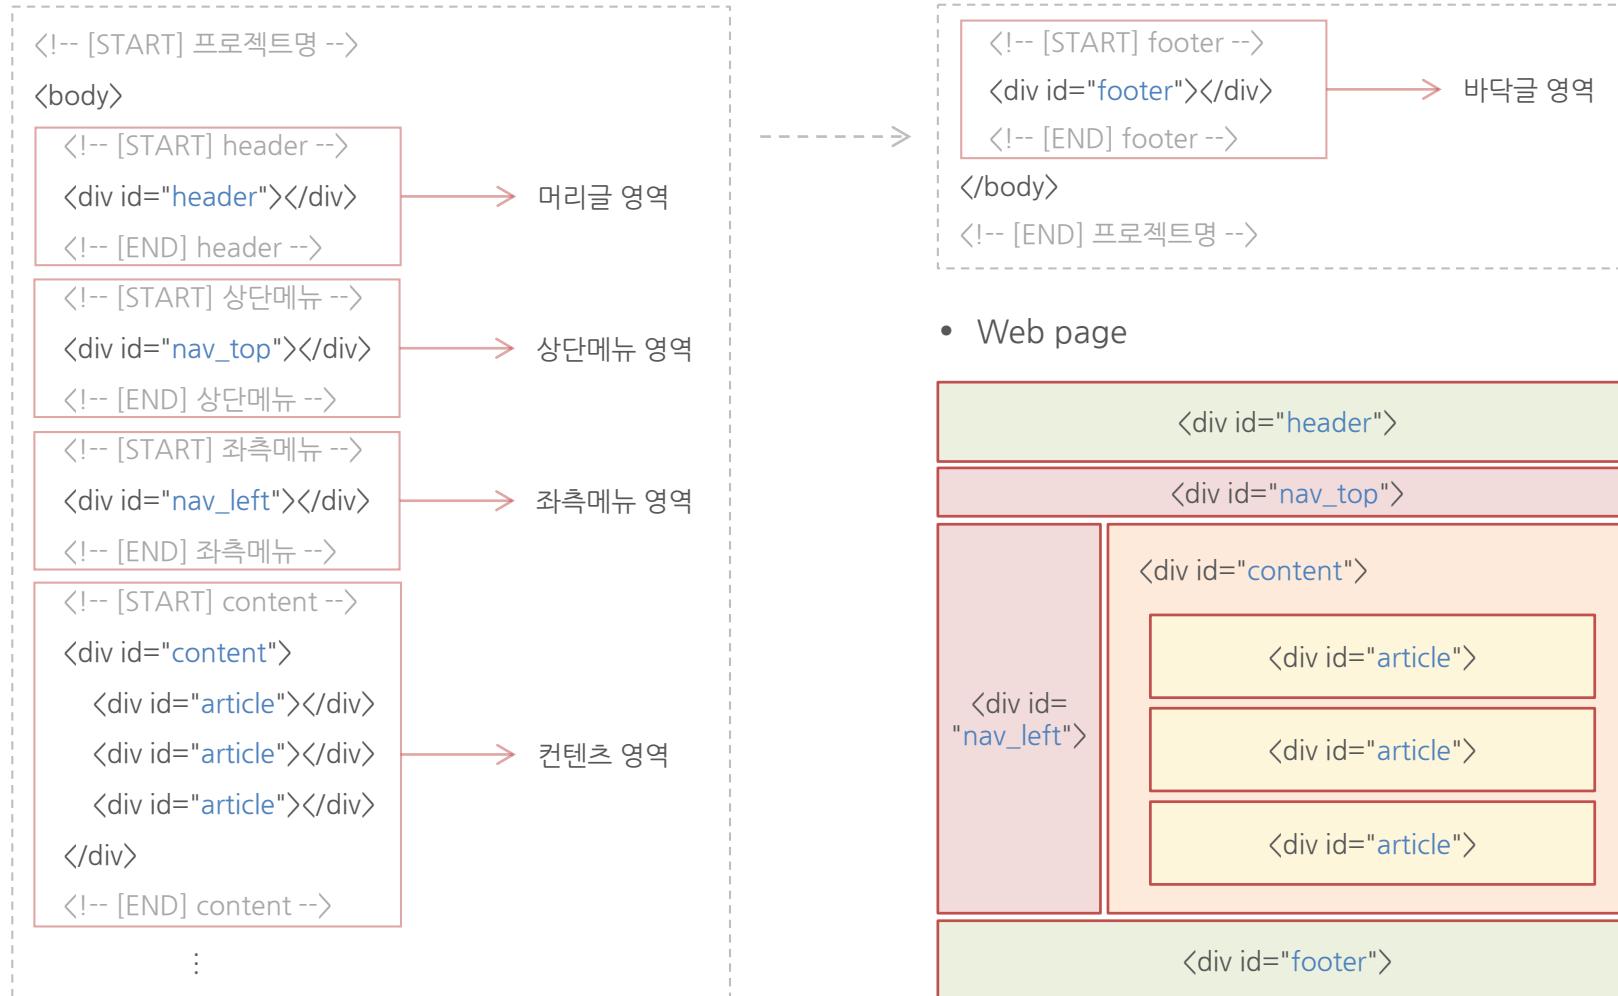 <!-- [START] 프로젝트명 -->
<body>
<!-- [START] header -->
<div id="header"></div>
머리글 영역
<!-- [END] header -->
<!-- [START] 상단메뉴 -->
<div id="nav_top"></div>
상단메뉴 영역
<!-- [END] 상단메뉴 -->
<!-- [START] 좌측메뉴 -->
<div id="nav_left"></div>
좌측메뉴 영역
<!-- [END] 좌측메뉴 -->
<!-- [START] content -->
<div id="content">
<div id="article"></div>
<div id="article"></div>
컨텐츠 영역
<div id="article"></div>
</div>
<!-- [END] content -->
⋮
<!-- [START] footer -->
<div id="footer"></div>
바닥글 영역
<!-- [END] footer -->
</body>
<!-- [END] 프로젝트명 -->
• Web page
<div id="header">
<div id="nav_top">
<div id=
"nav_left">
<div id="content">
<div id="article">
<div id="article">
<div id="article">
<div id="footer">